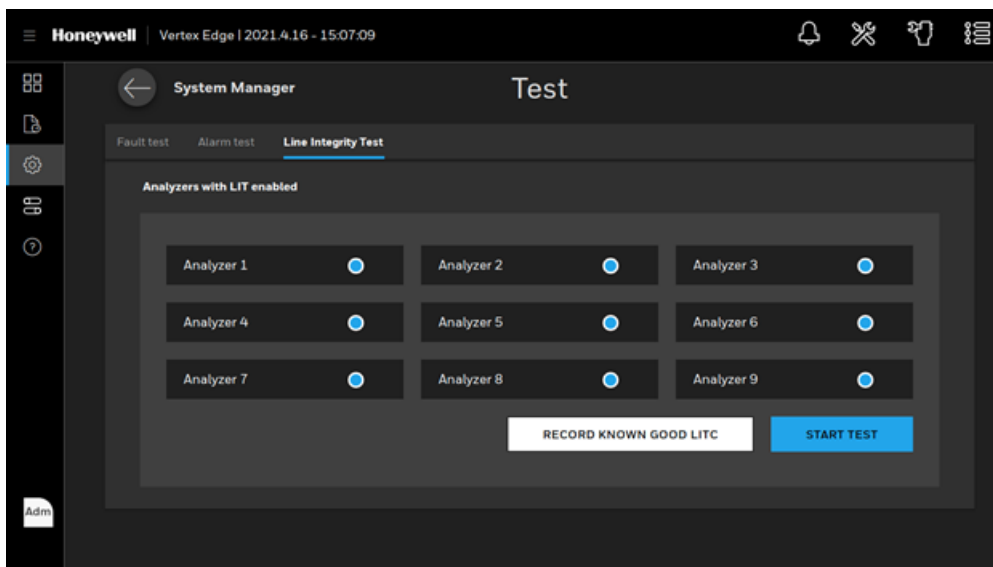 Honeywell Vertex Edge | 2021.4.16 - 15:07:09
System Manager
Test
Fault test Alarm test Line Integrity Test
Analyzers with LIT enabled
Analyzer 1 Analyzer 2 Analyzer 3
Analyzer 4 Analyzer 5 Analyzer 6
Analyzer 7 Analyzer 8 Analyzer 9
RECORD KNOWN GOOD LITC START TEST
Adm